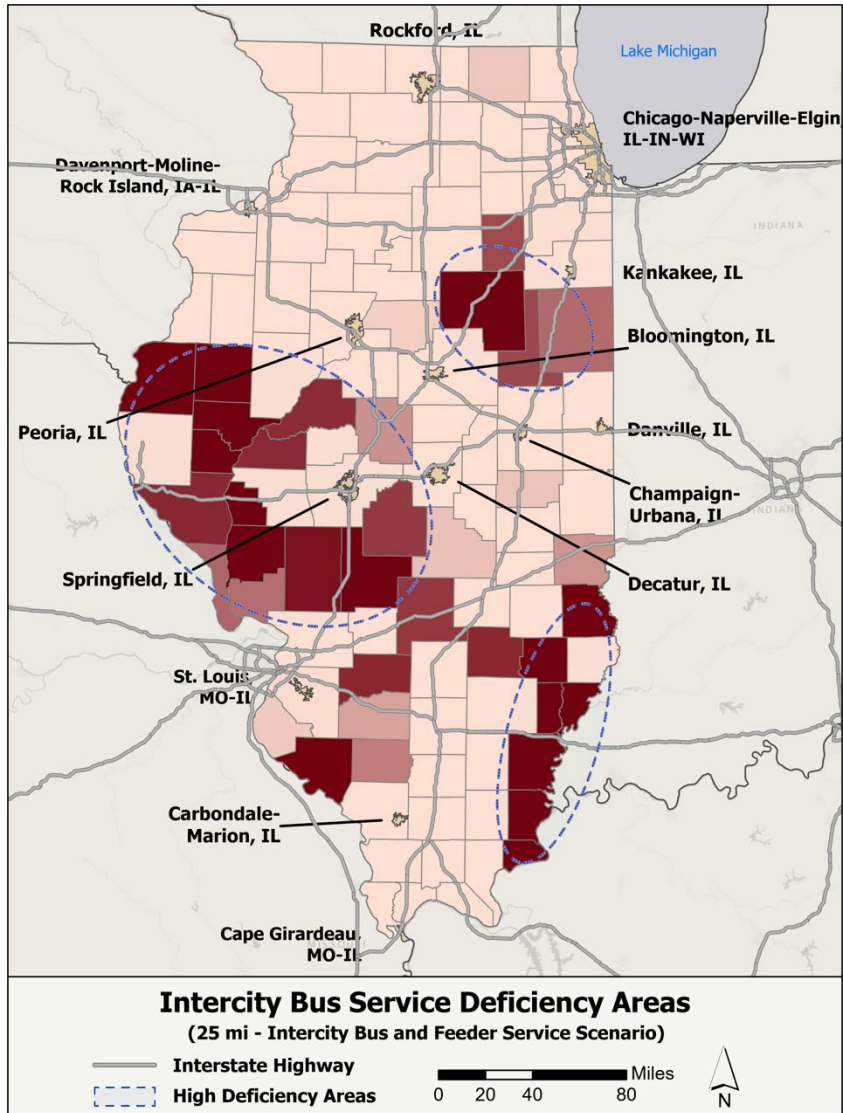 Rockford, IL
Lake Michigan
Chicago-Naperville-Elgin,
IL-IN-WI
Davenport-Moline-
Rock Island, IA-IL
INDIANA
Kankakee, IL
Bloomington, IL
Peoria, IL
Danville, IL
Champaign-
Urbana, IL
INDIANA
Springfield, IL
Decatur, IL
St. Louis
MO-IL
Carbondale-
Marion, IL
Cape Girardeau,
MO-IL
MISSOURI
Intercity Bus Service Deficiency Areas
(25 mi - Intercity Bus and Feeder Service Scenario)
Interstate Highway
High Deficiency Areas
Miles
0 20 40 80
N